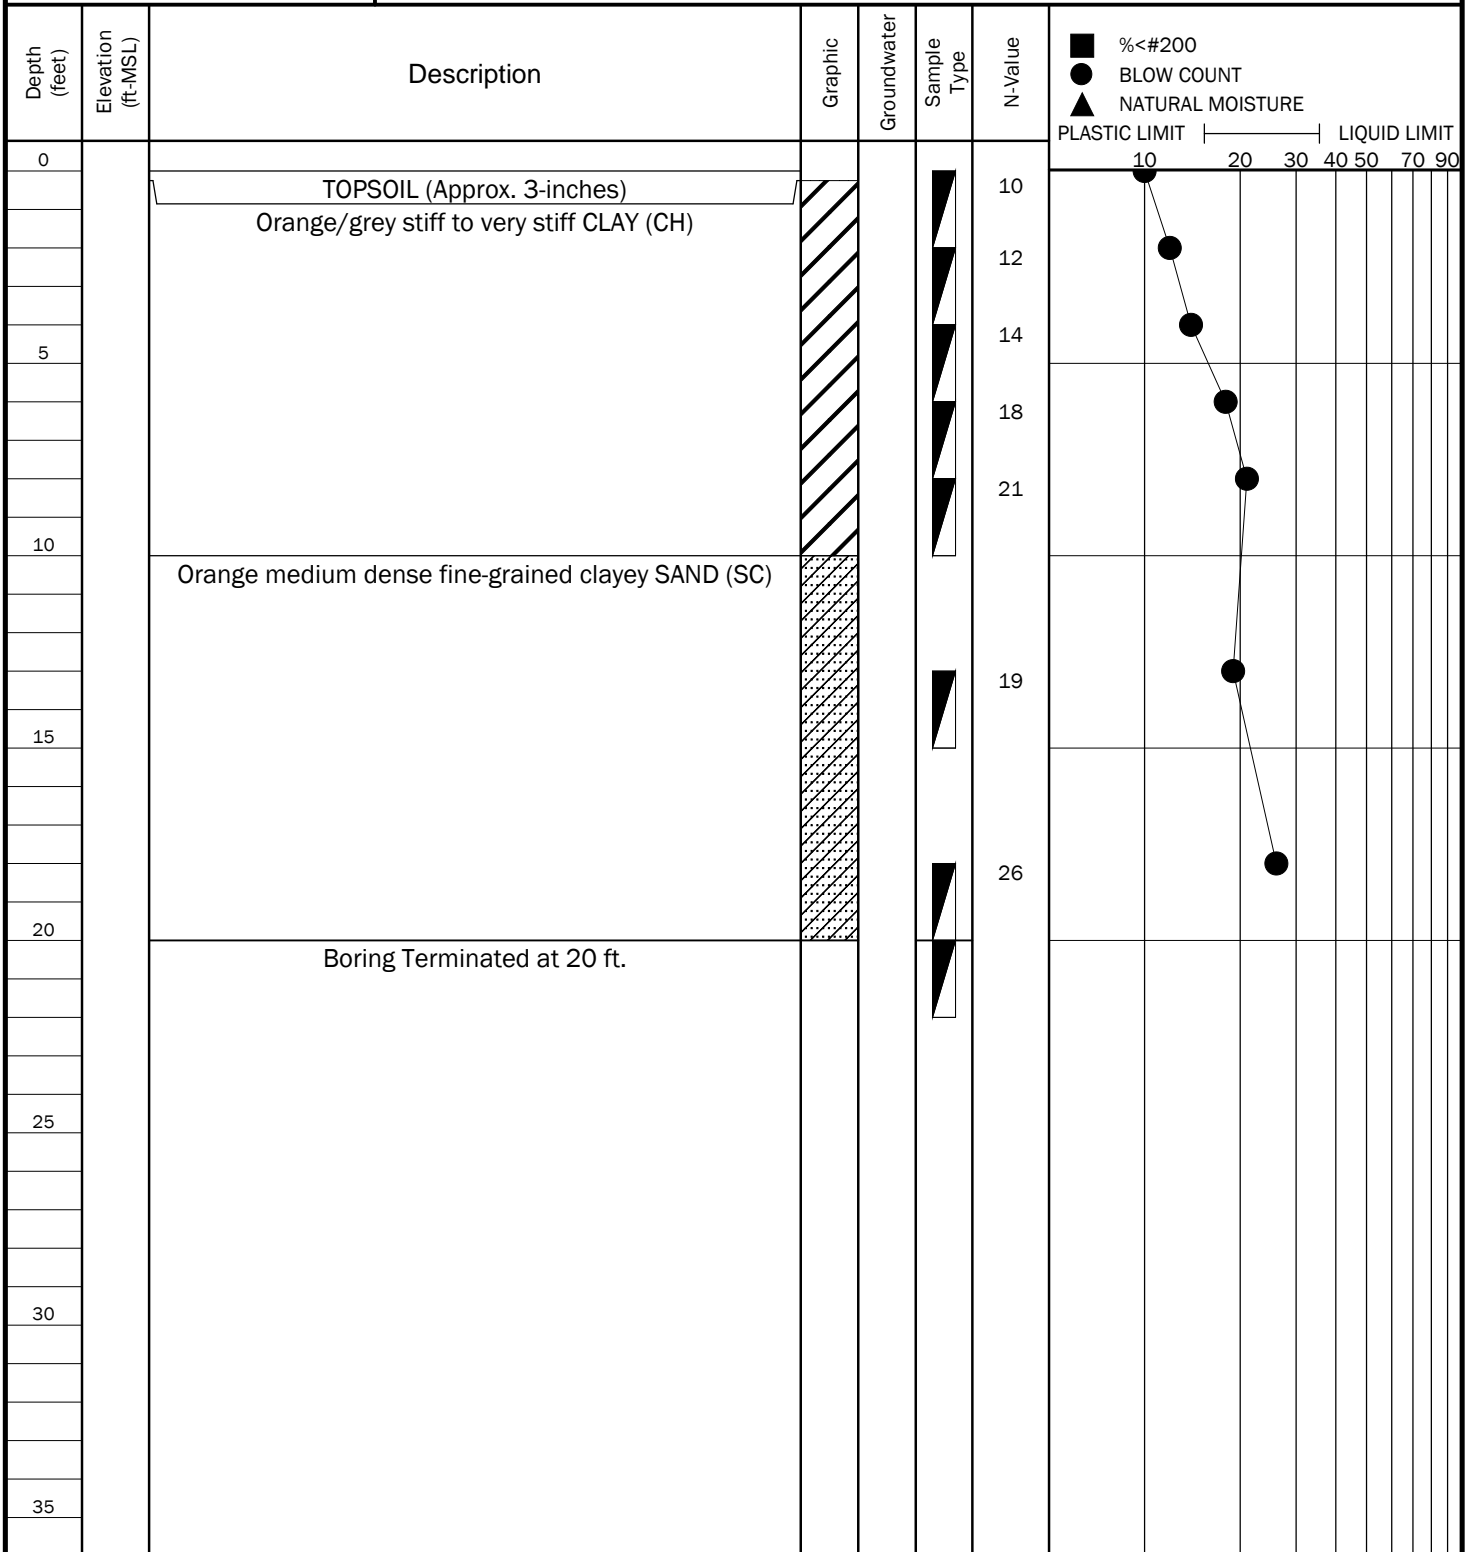 Depth
(feet)
Elevation
(ft-MSL)
Description
Graphic
Groundwater
Sample
Type
N-Value
%<#200
BLOW COUNT
NATURAL MOISTURE
PLASTIC LIMIT LIQUID LIMIT
10 20 30 40 50 70 90
0
TOPSOIL (Approx. 3-inches)
10
Orange/grey stiff to very stiff CLAY (CH)
12
14
5
18
21
10
Orange medium dense fine-grained clayey SAND (SC)
19
15
26
20
Boring Terminated at 20 ft.
25
30
35